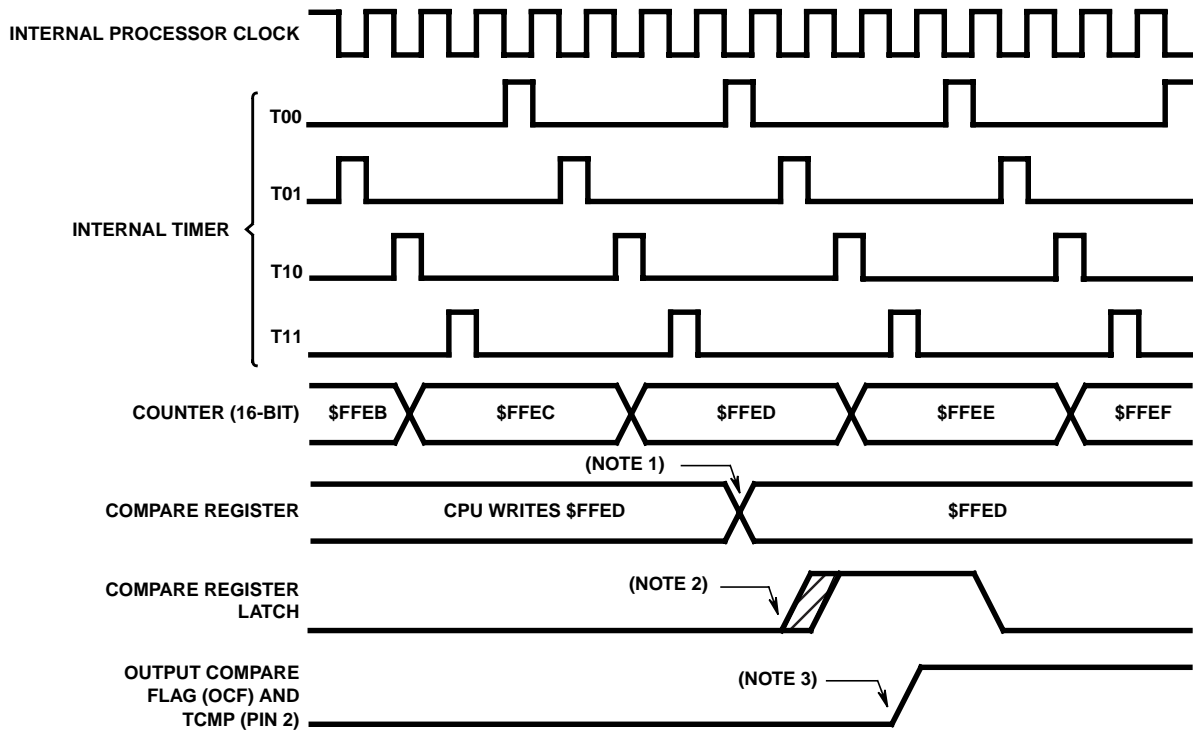 INTERNAL PROCESSOR CLOCK
T00
T01
INTERNAL TIMER
T10
T11
COUNTER (16-BIT)
$FFEB
$FFEC
$FFED
$FFEE
$FFEF
(NOTE 1)
COMPARE REGISTER
CPU WRITES $FFED
$FFED
COMPARE REGISTER
LATCH
(NOTE 2)
OUTPUT COMPARE
FLAG (OCF) AND
TCMP (PIN 2)
(NOTE 3)